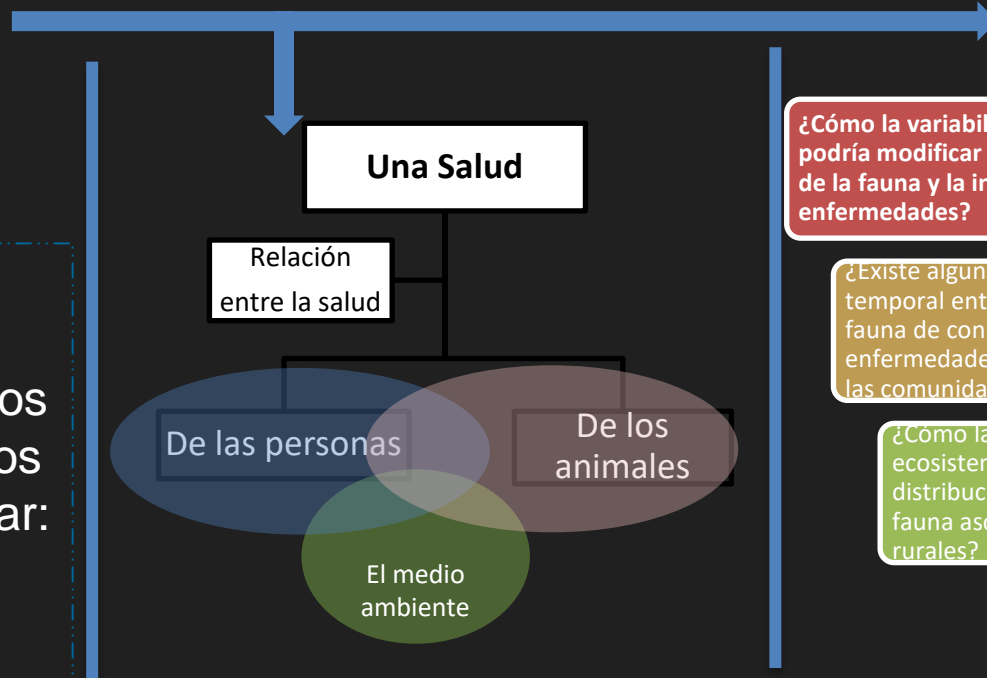 os
os
ar:
Una Salud
Relación
entre la salud
De las personas
De los
animales
El medio
ambiente
¿Cómo la variabil
podría modificar
de la fauna y la in
enfermedades?
¿Existe algun
temporal ent
fauna de con
enfermedade
las comunida
¿Cómo la
ecosister
distribuc
fauna aso
rurales?